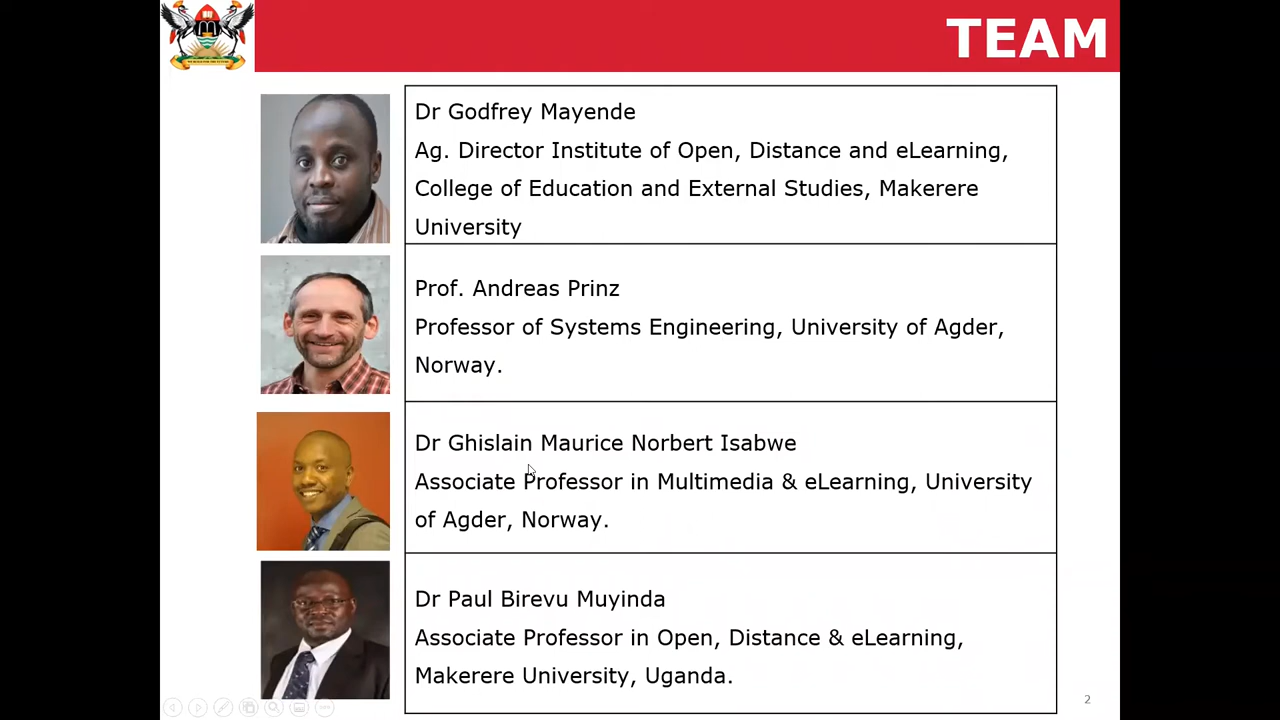 TEAM
Dr Godfrey Mayende
Ag. Director Institute of Open, Distance and eLearning,
College of Education and External Studies, Makerere
University
Prof. Andreas Prinz
Professor of Systems Engineering, University of Agder,
Norway.
Dr Ghislain Maurice Norbert Isabwe
Associate Professor in Multimedia & eLearning, University
of Agder, Norway.
Dr Paul Birevu Muyinda
Associate Professor in Open, Distance & eLearning,
Makerere University, Uganda.
2